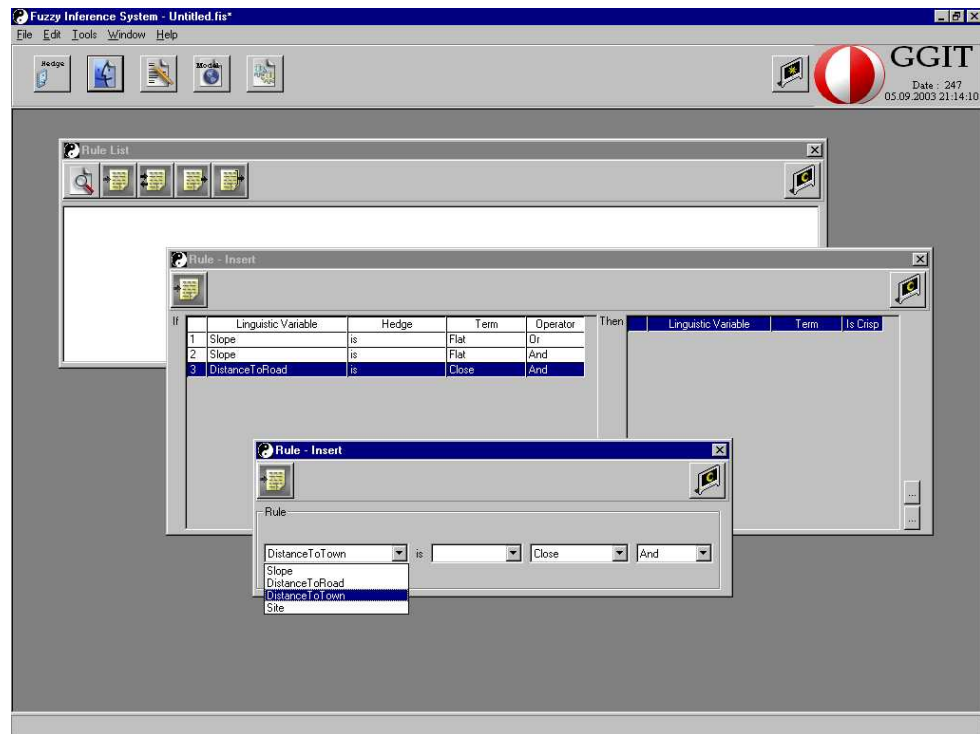 Fuzzy Inference System - Untitled.fis*
File Edit Tools Window Help
Hedge
Model
GGIT
Date : 247
05.09.2003 21:14:10
Rule List
Rule - Insert
If
Linguistic Variable Hedge Term Operator
1 Slope is Flat Or
2 Slope is Flat And
3 DistanceToRoad is Close And
Then
Linguistic Variable Term Is Crisp
...
...
Rule - Insert
Rule
DistanceToTown is Close And
Slope
DistanceToRoad
DistanceToTown
Site